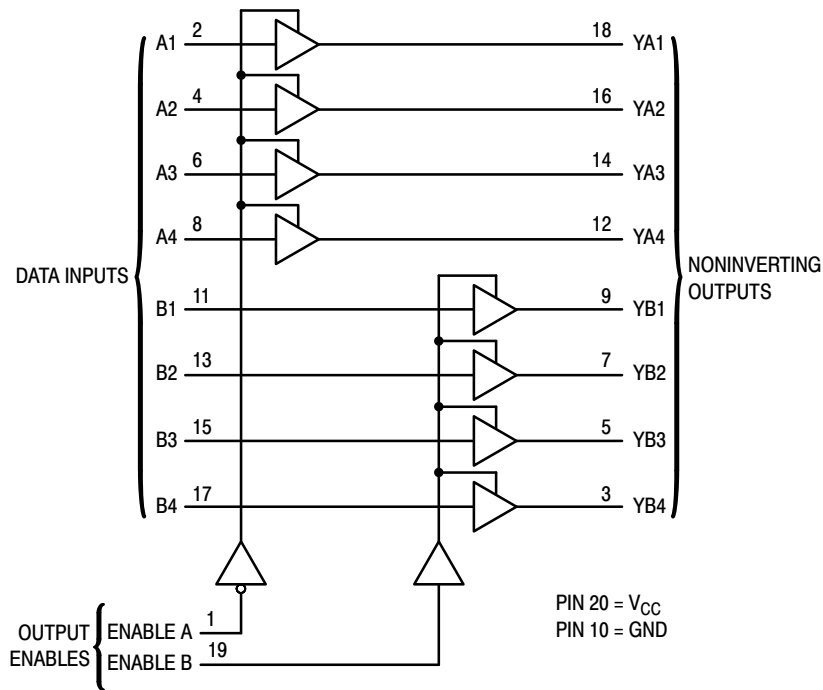 A1 2 18 YA1
A2 4 16 YA2
A3 6 14 YA3
A4 8 12 YA4
DATA INPUTS
NONINVERTING
OUTPUTS
B1 11 9 YB1
B2 13 7 YB2
B3 15 5 YB3
B4 17 3 YB4
OUTPUT
ENABLES
ENABLE A 1
ENABLE B 19
PIN 20 = VCC
PIN 10 = GND